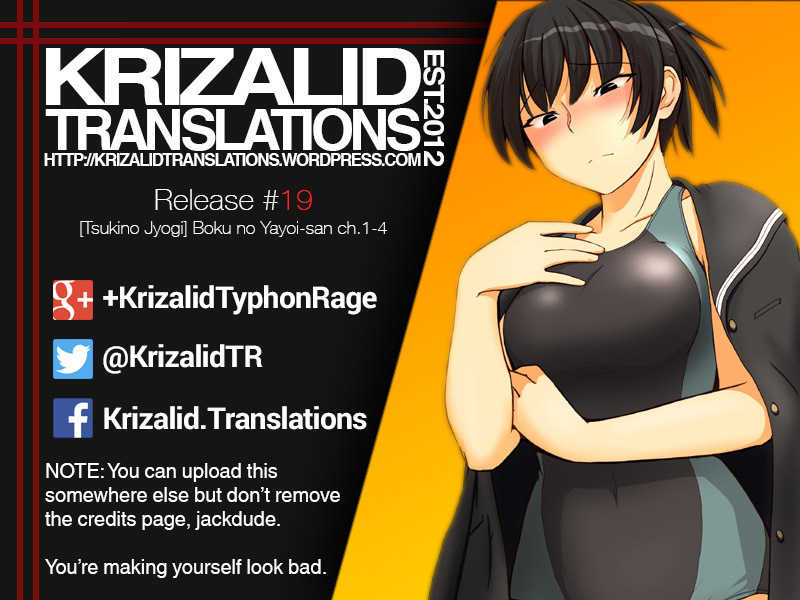 KRIZALID
TRANSLATIONS
EST.2012
HTTP://KRIZALIDTRANSLATIONS.WORDPRESS.COM
Release #19
[Tsukino Jyogi] Boku no Yayoi-san ch.1-4
g+ +KrizalidTyphonRage
@KrizalidTR
f Krizalid.Translations
NOTE: You can upload this
somewhere else but don't remove
the credits page, jackdude.
You're making yourself look bad.